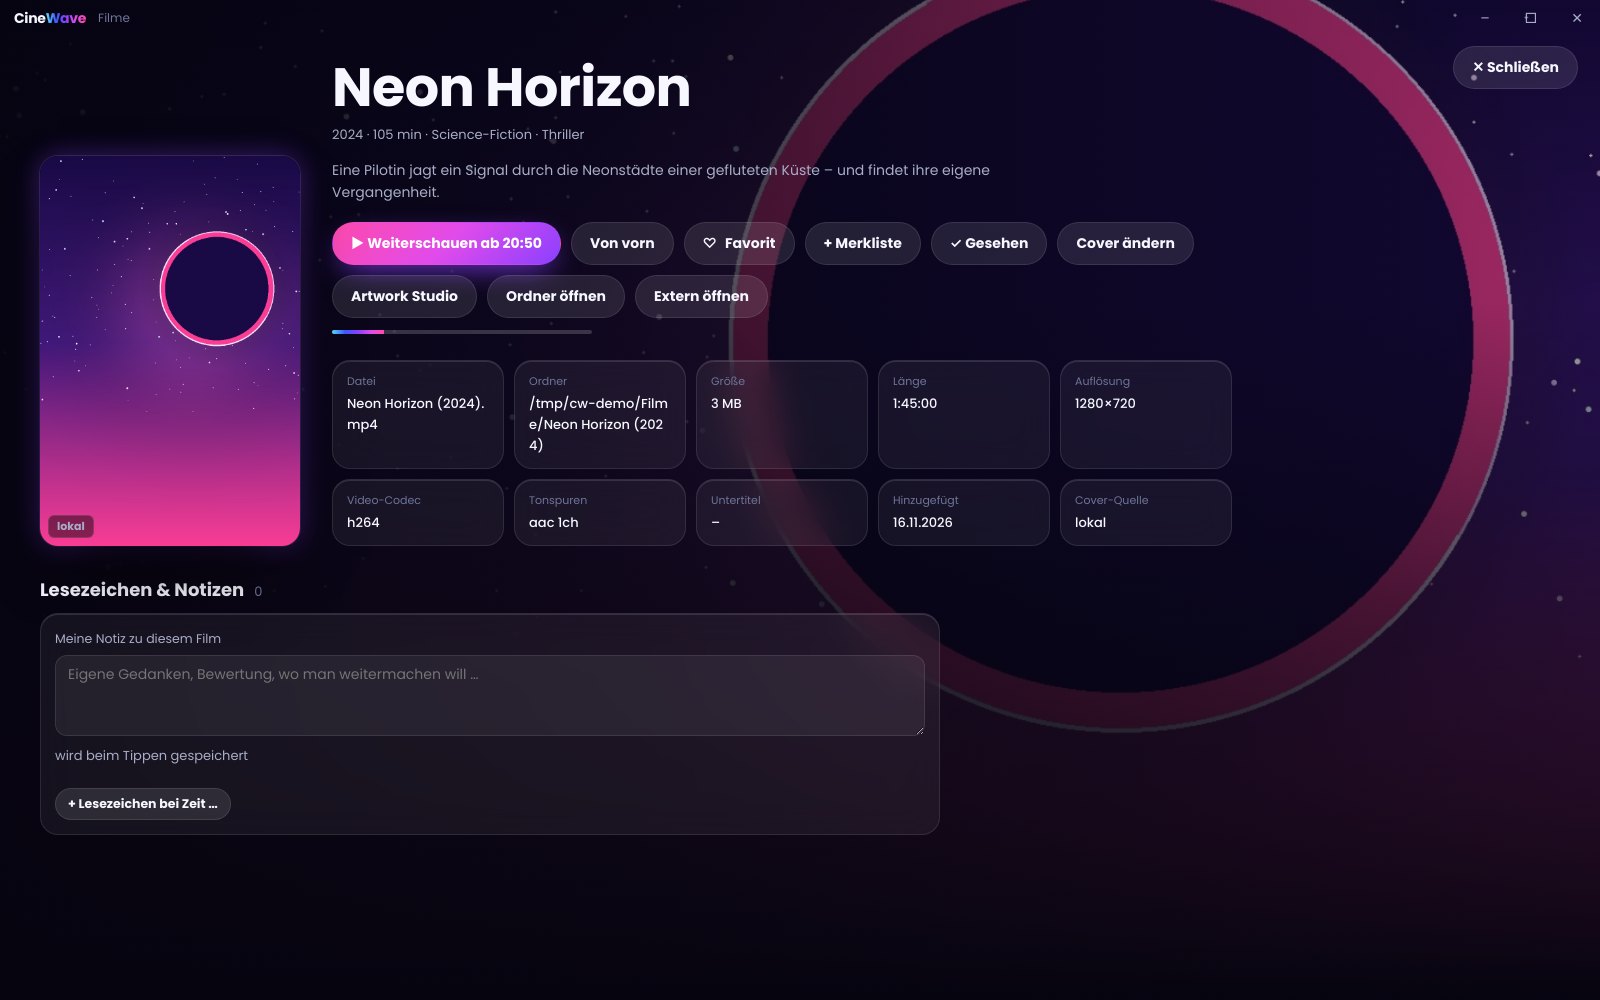 CineWave Filme
✕ Schließen
Neon Horizon
2024 · 105 min · Science-Fiction · Thriller
Eine Pilotin jagt ein Signal durch die Neonstädte einer gefluteten Küste – und findet ihre eigene
Vergangenheit.
▶ Weiterschauen ab 20:50
Von vorn
♡ Favorit
+ Merkliste
✓ Gesehen
Cover ändern
Artwork Studio
Ordner öffnen
Extern öffnen
lokal
Datei
Neon Horizon (2024).
mp4
Ordner
/tmp/cw-demo/Film
e/Neon Horizon (202
4)
Größe
3 MB
Länge
1:45:00
Auflösung
1280×720
Video-Codec
h264
Tonspuren
aac 1ch
Untertitel
–
Hinzugefügt
16.11.2026
Cover-Quelle
lokal
Lesezeichen & Notizen 0
Meine Notiz zu diesem Film
Eigene Gedanken, Bewertung, wo man weitermachen will …
wird beim Tippen gespeichert
+ Lesezeichen bei Zeit …